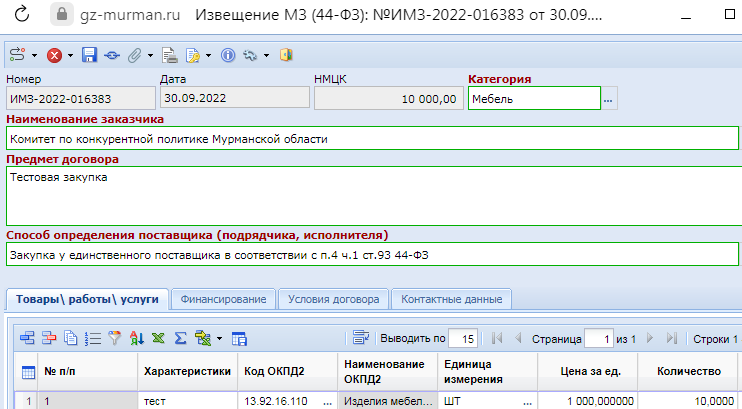 gz-murman.ru Извещение МЗ (44-ФЗ): №ИМЗ-2022-016383 от 30.09....
Номер Дата НМЦК Категория
ИМЗ-2022-016383 30.09.2022 10 000,00 Мебель ...
Наименование заказчика
Комитет по конкурентной политике Мурманской области
Предмет договора
Тестовая закупка
Способ определения поставщика (подрядчика, исполнителя)
Закупка у единственного поставщика в соответствии с п.4 ч.1 ст.93 44-ФЗ
Товары\ работы\ услуги Финансирование Условия договора Контактные данные
Выводить по 15 Страница 1 из 1 Строки 1
№ п/п Характеристики Код ОКПД2 Наименование ОКПД2 Единица измерения Цена за ед. Количество
1 1 тест 13.92.16.110 ... Изделия мебел... ШТ ... 1 000,000000 10,0000